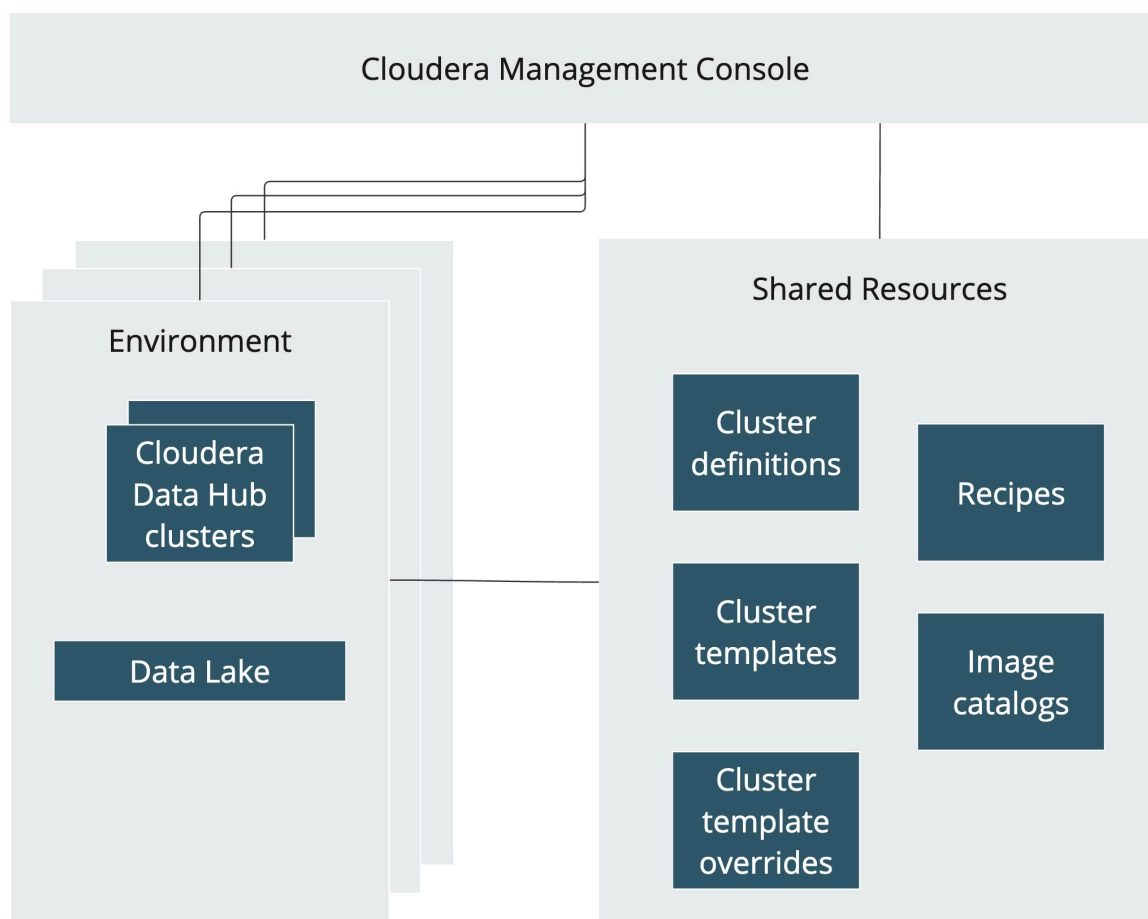 Cloudera Management Console
Environment
Cloudera
Data Hub
clusters
Data Lake
Shared Resources
Cluster
definitions
Cluster
templates
Cluster
template
overrides
Recipes
Image
catalogs